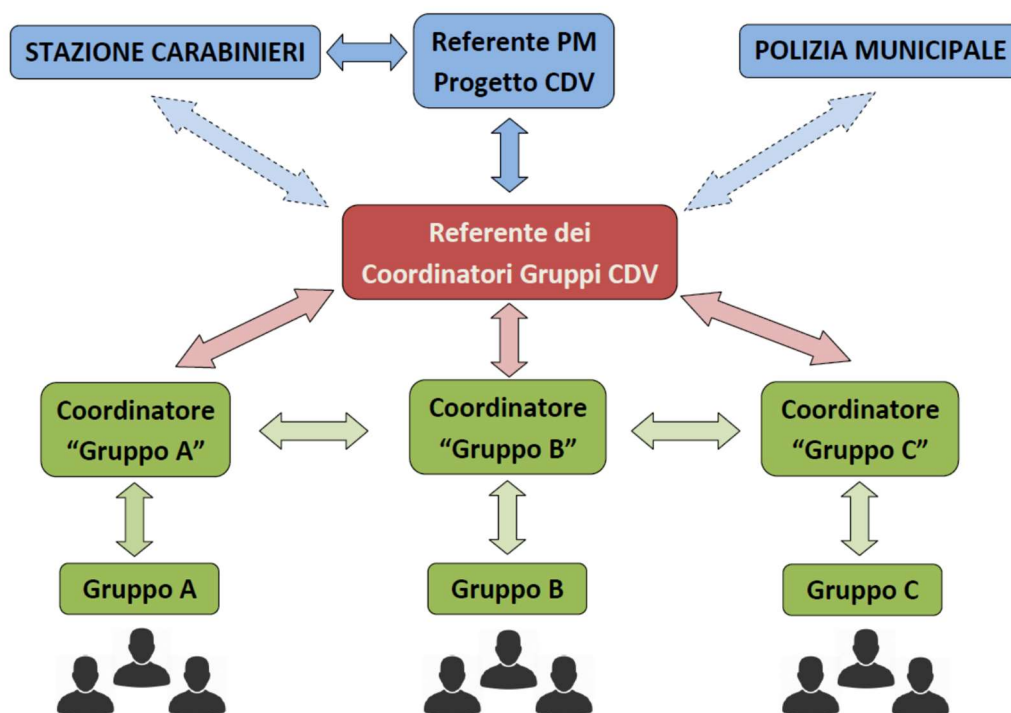 STAZIONE CARABINIERI
Referente PM
Progetto CDV
POLIZIA MUNICIPALE
Referente dei
Coordinatori Gruppi CDV
Coordinatore
“Gruppo A”
Coordinatore
“Gruppo B”
Coordinatore
“Gruppo C”
Gruppo A
Gruppo B
Gruppo C